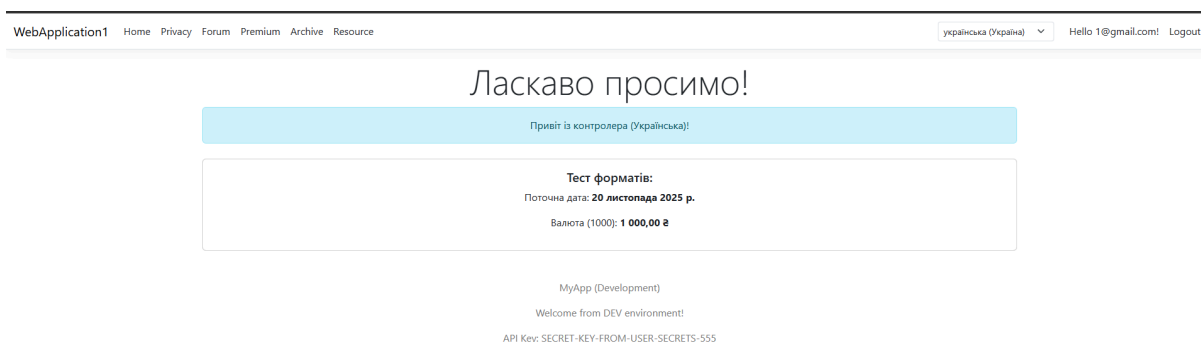 WebApplication1 Home Privacy Forum Premium Archive Resource українська (Україна) Hello 1@gmail.com! Logout
Ласкаво просимо!
Привіт із контролера (Українська)!
Тест форматів:
Поточна дата: 20 листопада 2025 р.
Валюта (1000): 1 000,00 ₴
MyApp (Development)
Welcome from DEV environment!
API Key: SECRET-KEY-FROM-USER-SECRETS-555